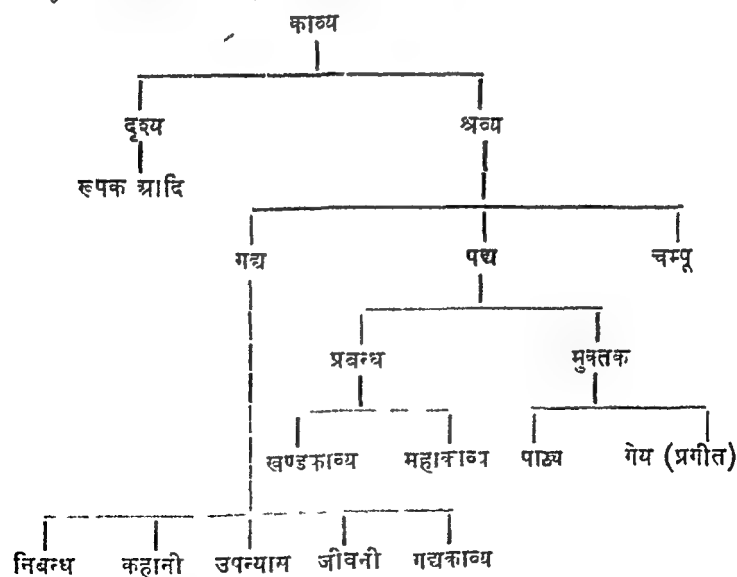 काव्य
दृश्य श्रव्य
रूपक आदि
गद्य पद्य चम्पू
प्रबन्ध मुक्तक
खण्डकाव्य महाकाव्य पाठ्य गेय (प्रगीत)
निबन्ध कहानी उपन्यास जीवनी गद्यकाव्य